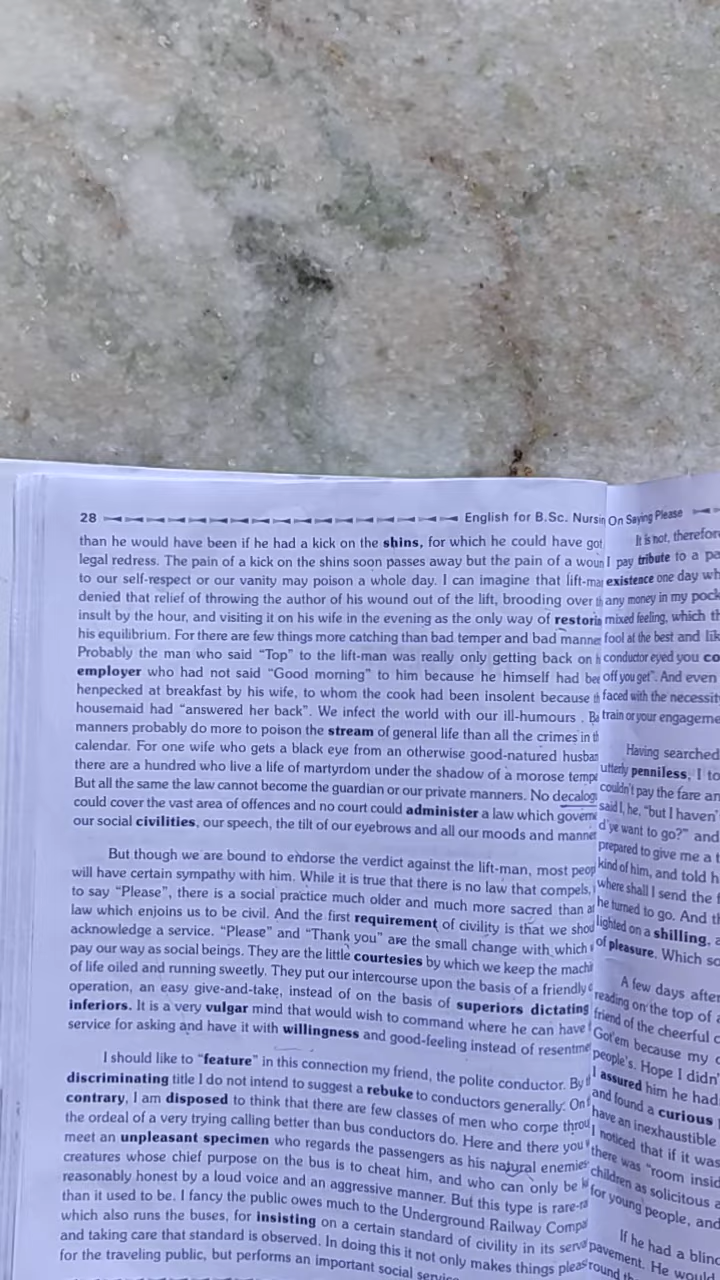 28 English for B.Sc. Nursin
than he would have been if he had a kick on the shins, for which he could have got
legal redress. The pain of a kick on the shins soon passes away but the pain of a woun
to our self-respect or our vanity may poison a whole day. I can imagine that lift-ma
denied that relief of throwing the author of his wound out of the lift, brooding over
insult by the hour, and visiting it on his wife in the evening as the only way of restorin
his equilibrium. For there are few things more catching than bad temper and bad manne
Probably the man who said “Top” to the lift-man was really only getting back on
employer who had not said “Good morning” to him because he himself had bee
henpecked at breakfast by his wife, to whom the cook had been insolent because
housemaid had “answered her back”. We infect the world with our ill-humours .
manners probably do more to poison the stream of general life than all the crimes in
calendar. For one wife who gets a black eye from an otherwise good-natured husban
there are a hundred who live a life of martyrdom under the shadow of a morose tempe
But all the same the law cannot become the guardian or our private manners. No decalog
could cover the vast area of offences and no court could administer a law which governe
our social civilities, our speech, the tilt of our eyebrows and all our moods and manner
But though we are bound to endorse the verdict against the lift-man, most peop
will have certain sympathy with him. While it is true that there is no law that compels,
to say “Please”, there is a social practice much older and much more sacred than a
law which enjoins us to be civil. And the first requirement of civility is that we shou
acknowledge a service. “Please” and “Thank you” are the small change with which
pay our way as social beings. They are the little courtesies by which we keep the machi
of life oiled and running sweetly. They put our intercourse upon the basis of a friendly
operation, an easy give-and-take, instead of on the basis of superiors dictating
inferiors. It is a very vulgar mind that would wish to command where he can have
service for asking and have it with willingness and good-feeling instead of resentme
I should like to “feature” in this connection my friend, the polite conductor. By
discriminating title I do not intend to suggest a rebuke to conductors generally. On
contrary, I am disposed to think that there are few classes of men who come throu
the ordeal of a very trying calling better than bus conductors do. Here and there you
meet an unpleasant specimen who regards the passengers as his natural enemies
creatures whose chief purpose on the bus is to cheat him, and who can only be
reasonably honest by a loud voice and an aggressive manner. But this type is rare-
than it used to be. I fancy the public owes much to the Underground Railway Compa
which also runs the buses, for insisting on a certain standard of civility in its serva
and taking care that standard is observed. In doing this it not only makes things pleas
for the traveling public, but performs an important social
On Saying Please
It is not, therefor
I pay tribute to a pa
existence one day wh
any money in my pock
mixed feeling, which th
fool at the best and lik
conductor eyed you co
off you get”. And even
faced with the necessit
train or your engageme
Having searched
utterly penniless, I to
couldn't pay the fare an
said I, he, “but I haven'
d'ye want to go?” and
prepared to give me a t
kind of him, and told h
where shall I send the f
he turned to go. And th
lighted on a shilling, a
of pleasure. Which so
A few days after
reading on the top of a
friend of the cheerful c
Got'em because my c
people's. Hope I didn'
I assured him he had
and found a curious
have an inexhaustible
I noticed that if it was
there was “room insid
children as solicitous a
for young people, and
If he had a blind
pavement. He would